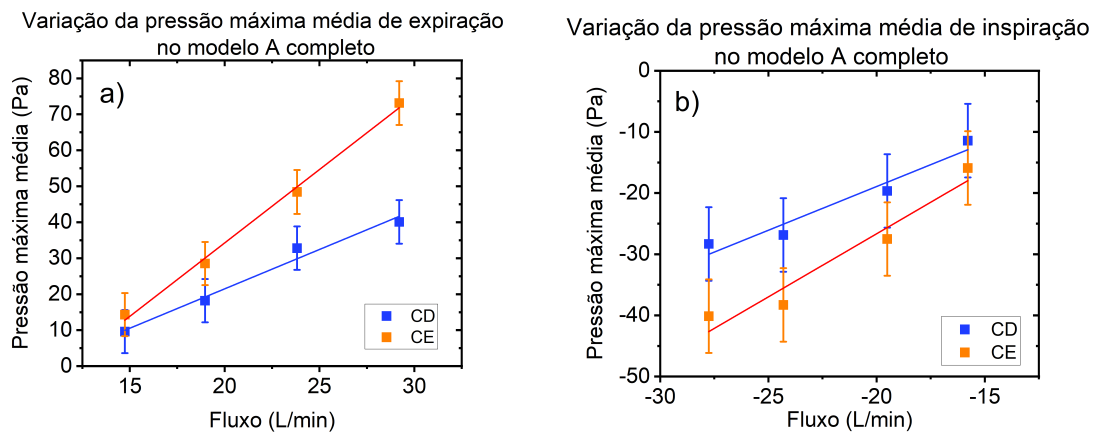 Variação da pressão máxima média de expiração
no modelo A completo
a)
Pressão máxima média (Pa)
80
70
60
50
40
30
20
10
0
15
20
25
30
Fluxo (L/min)
CD
CE
Variação da pressão máxima média de inspiração
no modelo A completo
b)
Pressão máxima média (Pa)
0
-10
-20
-30
-40
-50
-30
-25
-20
-15
Fluxo (L/min)
CD
CE